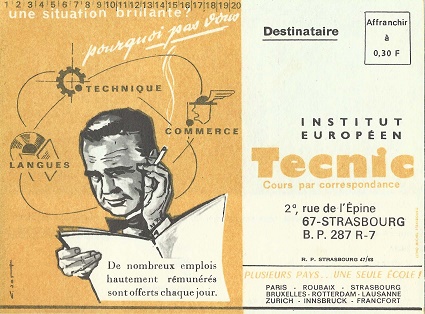 1 2 3 4 5 6 7 8 9 10 11 12 13 14 15 16 17 18 19 20
une situation brillante?
pourquoi pas vous
TECHNIQUE
COMMERCE
LANGUES
De nombreux emplois
hautement rémunérés
sont offerts chaque jour.
Destinataire
Affranchir
à
0,30 F
INSTITUT
EUROPÉEN
Tecnic
Cours par correspondance
2ª, rue de l'Épine
67-STRASBOURG
B. P. 287 R-7
R. P. STRASBOURG 47/68
PLUSIEURS PAYS... UNE SEULE ÉCOLE!
PARIS - ROUBAIX - STRASBOURG
BRUXELLES-ROTTERDAM-LAUSANNE
ZURICH - INNSBRUCK - FRANCFORT